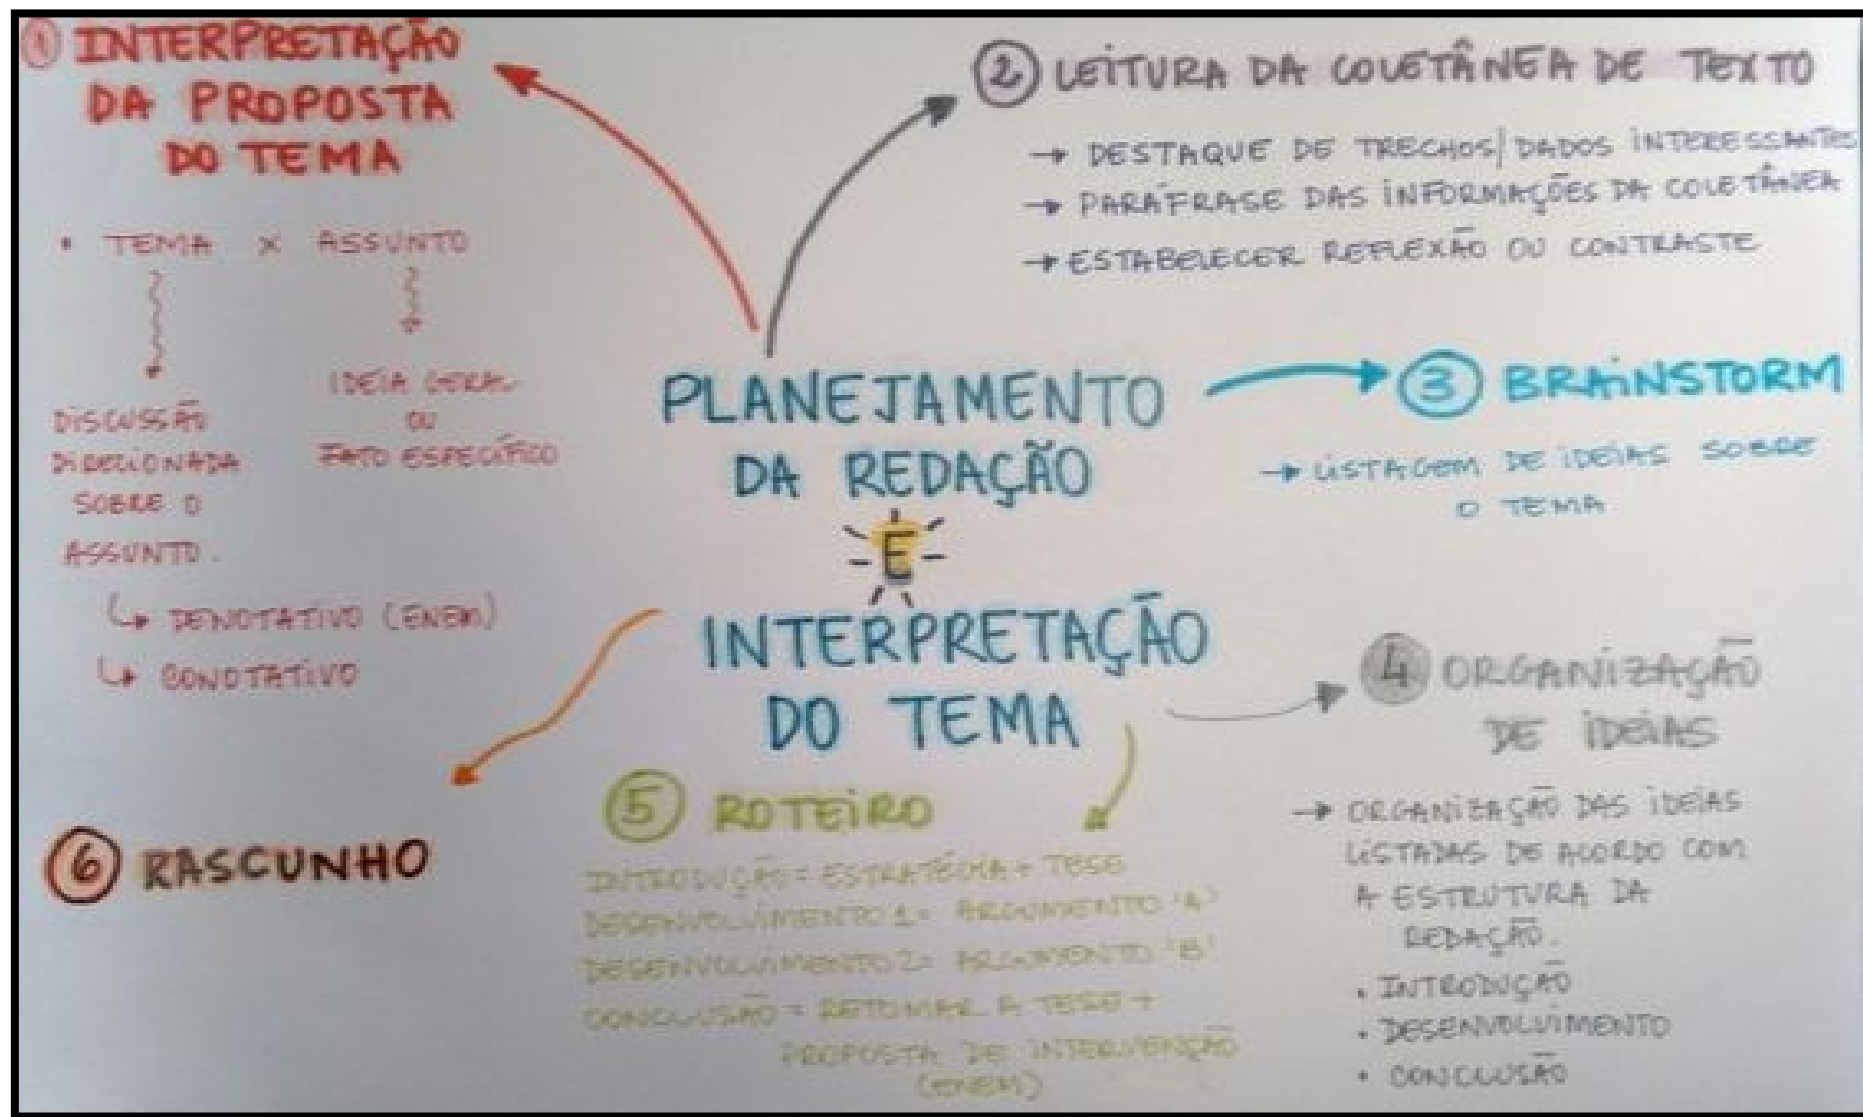 1 INTERPRETAÇÃO
DA PROPOSTA
DO TEMA
• TEMA X ASSUNTO
DISCUSSÃO
DIRECIONADA
SOBRE O
ASSUNTO.
IDEIA GERAL
OU
FATO ESPECÍFICO
DENOTATIVO (ENEM)
CONOTATIVO
2 LEITURA DA COLETÂNEA DE TEXTO
→ DESTAQUE DE TRECHOS/DADOS INTERESSANTES
→ PARÁFRASE DAS INFORMAÇÕES DA COLETÂNEA
→ ESTABELECER REFLEXÃO OU CONTRASTE
PLANEJAMENTO
DA REDAÇÃO
E
INTERPRETAÇÃO
DO TEMA
3 BRAINSTORM
→ LISTAGEM DE IDEIAS SOBRE
O TEMA
4 ORGANIZAÇÃO
DE IDEIAS
→ ORGANIZAÇÃO DAS IDEIAS
LISTADAS DE ACORDO COM
A ESTRUTURA DA
REDAÇÃO.
• INTRODUÇÃO
• DESENVOLVIMENTO
• CONCLUSÃO
5 ROTEIRO
INTRODUÇÃO = ESTRATÉGIA + TESE
DESENVOLVIMENTO 1 = ARGUMENTO 'A'
DESENVOLVIMENTO 2 = ARGUMENTO 'B'
CONCLUSÃO = RETOMAR A TESE +
PROPOSTA DE INTERVENÇÃO
(ENEM)
6 RASCUNHO